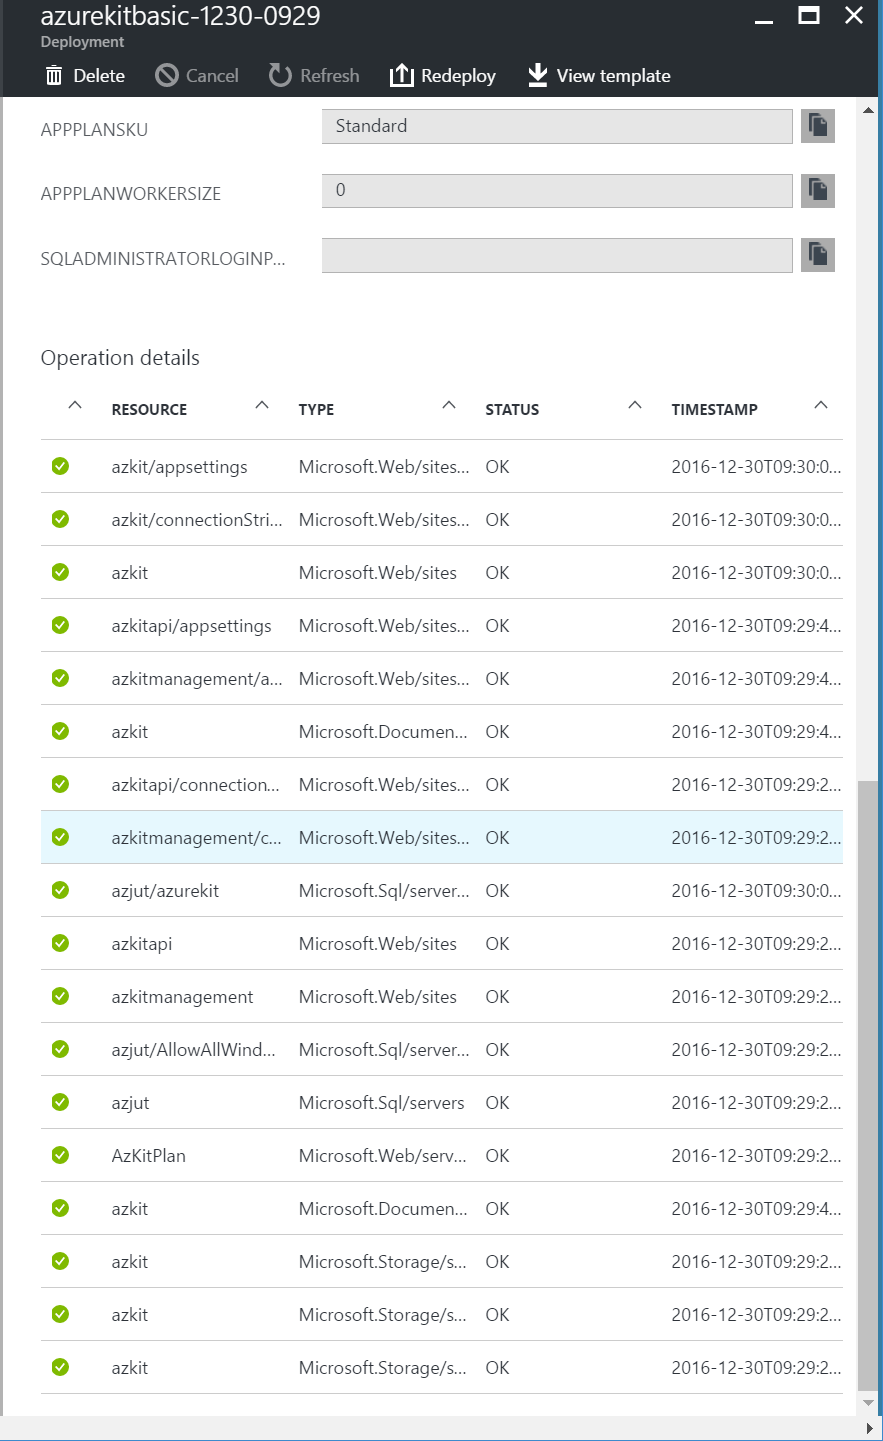 azurekitbasic-1230-0929
Deployment
Delete Cancel Refresh Redeploy View template
APPPLANSKU Standard
APPPLANWORKERSIZE 0
SQLADMINISTRATORLOGINP...
Operation details
RESOURCE TYPE STATUS TIMESTAMP
azkit/appsettings Microsoft.Web/sites... OK 2016-12-30T09:30:0...
azkit/connectionStri... Microsoft.Web/sites... OK 2016-12-30T09:30:0...
azkit Microsoft.Web/sites OK 2016-12-30T09:30:0...
azkitapi/appsettings Microsoft.Web/sites... OK 2016-12-30T09:29:4...
azkitmanagement/a... Microsoft.Web/sites... OK 2016-12-30T09:29:4...
azkit Microsoft.Documen... OK 2016-12-30T09:29:4...
azkitapi/connection... Microsoft.Web/sites... OK 2016-12-30T09:29:2...
azkitmanagement/c... Microsoft.Web/sites... OK 2016-12-30T09:29:2...
azjut/azurekit Microsoft.Sql/server... OK 2016-12-30T09:30:0...
azkitapi Microsoft.Web/sites OK 2016-12-30T09:29:2...
azkitmanagement Microsoft.Web/sites OK 2016-12-30T09:29:2...
azjut/AllowAllWind... Microsoft.Sql/server... OK 2016-12-30T09:29:2...
azjut Microsoft.Sql/servers OK 2016-12-30T09:29:2...
AzKitPlan Microsoft.Web/serv... OK 2016-12-30T09:29:2...
azkit Microsoft.Documen... OK 2016-12-30T09:29:4...
azkit Microsoft.Storage/s... OK 2016-12-30T09:29:2...
azkit Microsoft.Storage/s... OK 2016-12-30T09:29:2...
azkit Microsoft.Storage/s... OK 2016-12-30T09:29:2...